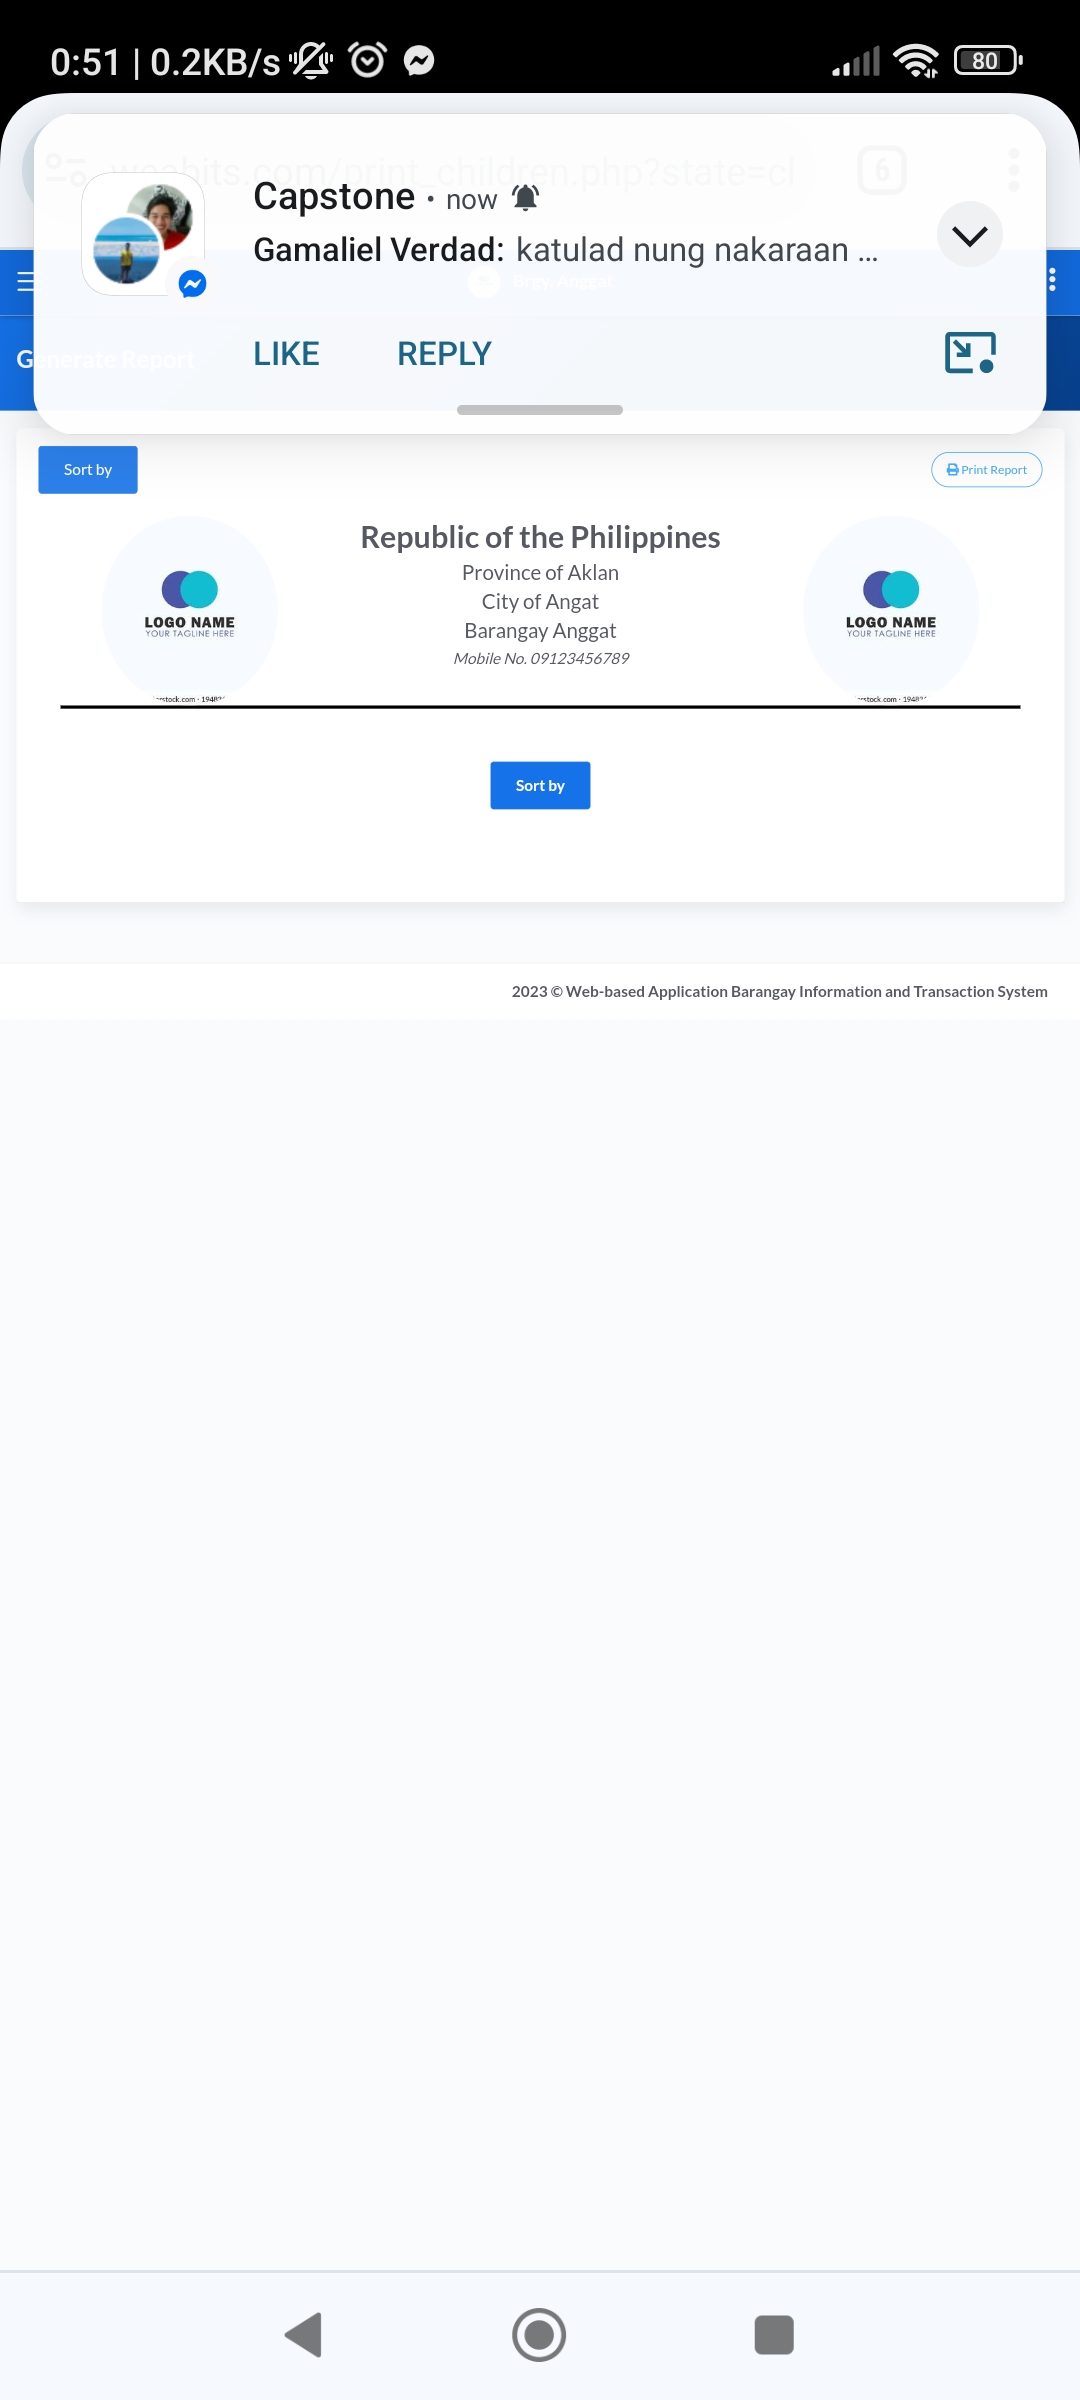 0:51 | 0.2KB/s
80
weabits.com/print_children.php?state=cl
6
Capstone • now
Gamaliel Verdad: katulad nung nakaraan ...
Brgy. Anggat
LIKE REPLY
Generate Report
Sort by
Print Report
Republic of the Philippines
Province of Aklan
City of Angat
Barangay Anggat
Mobile No. 09123456789
LOGO NAME
YOUR TAGLINE HERE
LOGO NAME
YOUR TAGLINE HERE
Sort by
2023 © Web-based Application Barangay Information and Transaction System